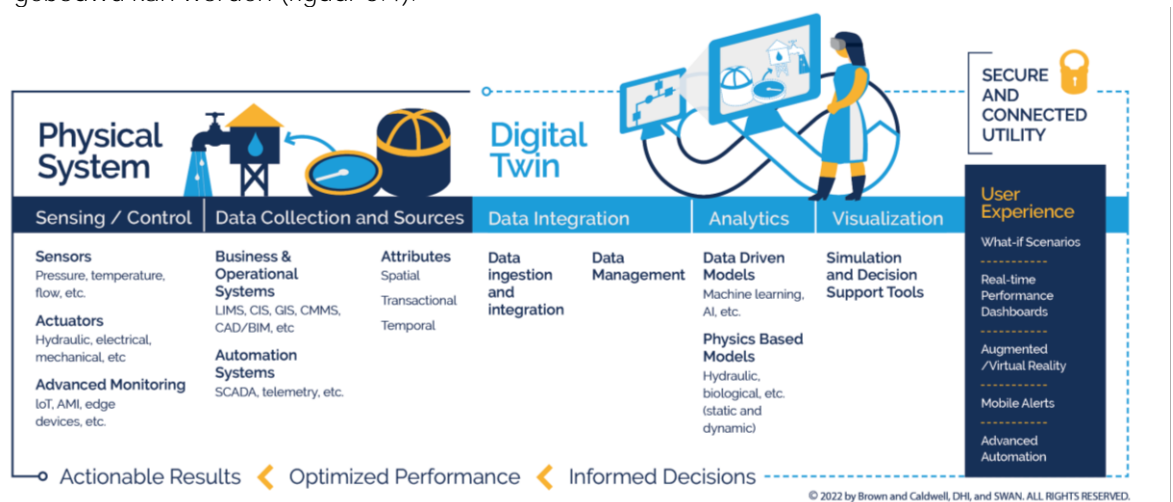 gebouwd kan worden (figuur 3.4).
SECURE
AND
CONNECTED
UTILITY
Physical
System
Digital
Twin
Sensing / Control
Data Collection and Sources
Data Integration
Analytics
Visualization
Sensors
Pressure, temperature,
flow, etc.
Actuators
Hydraulic, electrical,
mechanical, etc
Advanced Monitoring
IoT, AMI, edge
devices, etc.
Business &
Operational
Systems
LIMS, CIS, GIS, CMMS,
CAD/BIM, etc
Automation
Systems
SCADA, telemetry, etc.
Attributes
Spatial
Transactional
Temporal
Data
ingestion
and
integration
Data
Management
Data Driven
Models
Machine learning,
AI, etc.
Physics Based
Models
Hydraulic,
biological, etc.
(static and
dynamic)
Simulation
and Decision
Support Tools
User
Experience
What-if Scenarios
Real-time
Performance
Dashboards
Augmented
/Virtual Reality
Mobile Alerts
Advanced
Automation
Actionable Results < Optimized Performance < Informed Decisions
© 2022 by Brown and Caldwell, DHI, and SWAN. ALL RIGHTS RESERVED.